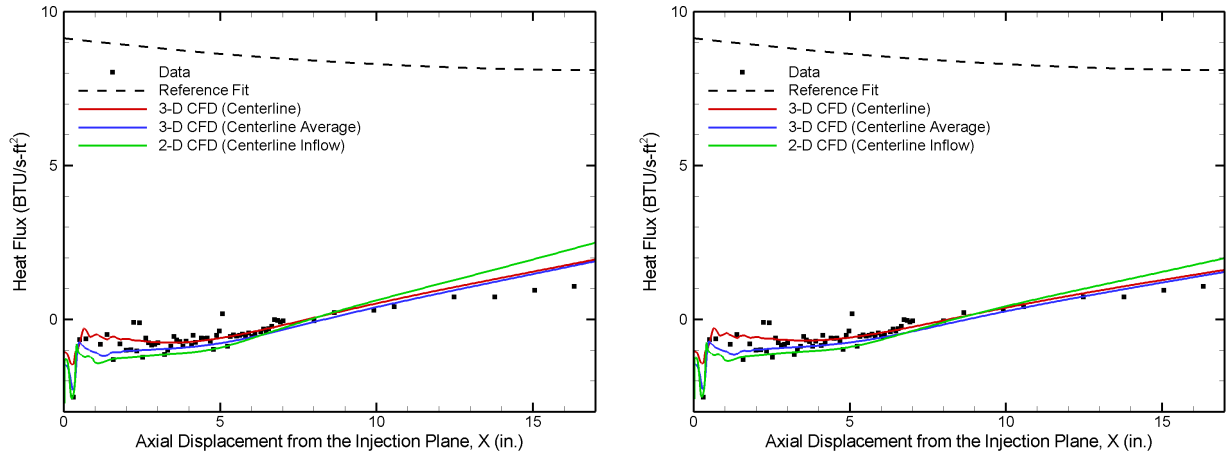 10
5
0
Heat Flux (BTU/s-ft²)
Data
Reference Fit
3-D CFD (Centerline)
3-D CFD (Centerline Average)
2-D CFD (Centerline Inflow)
0 5 10 15
Axial Displacement from the Injection Plane, X (in.)
10
5
0
Heat Flux (BTU/s-ft²)
Data
Reference Fit
3-D CFD (Centerline)
3-D CFD (Centerline Average)
2-D CFD (Centerline Inflow)
0 5 10 15
Axial Displacement from the Injection Plane, X (in.)